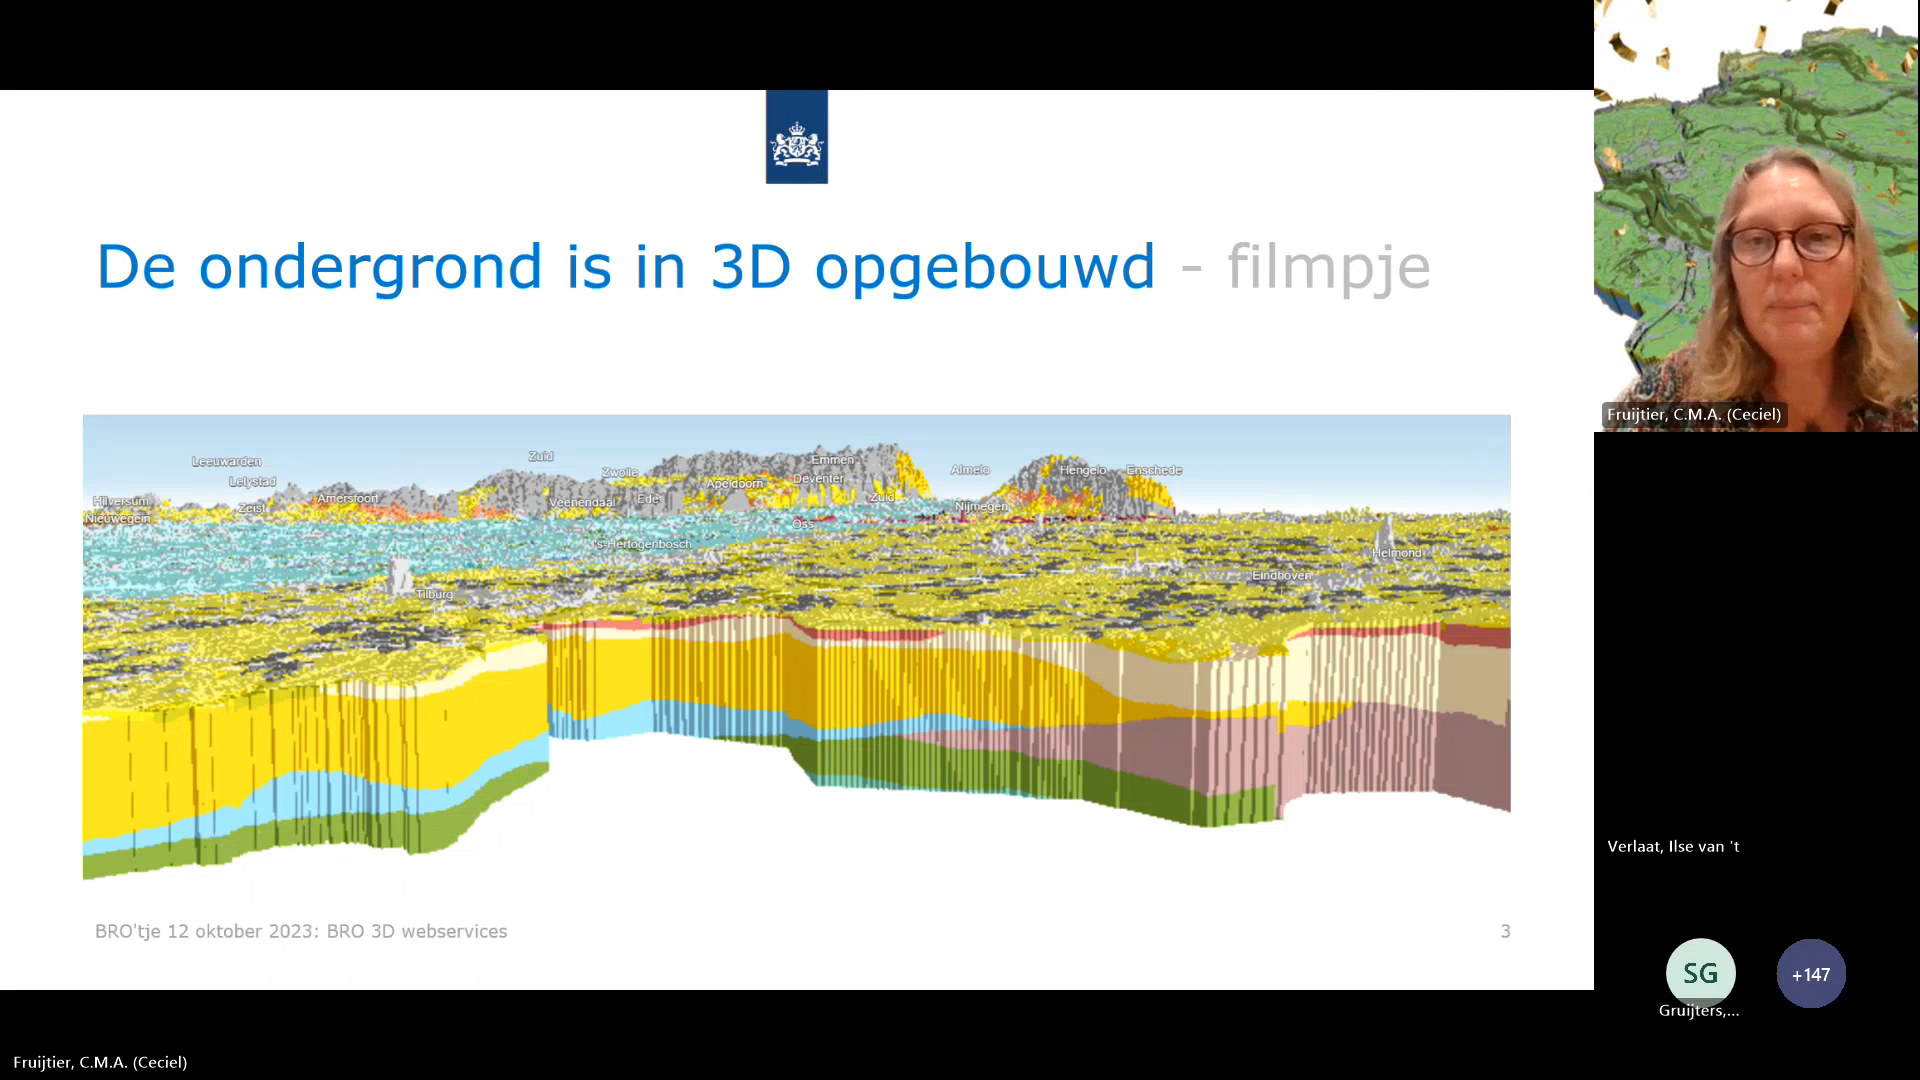 De ondergrond is in 3D opgebouwd - filmpje
Leeuwarden
Zuid
Emmen
Zwolle
Almelo
Hengelo
Enschede
Lelystad
Apeldoorn
Deventer
Hilversum
Amersfoort
Veenendaal
Ede
Zuid
Zeist
Nijmegen
Nieuwegein
Oss
's-Hertogenbosch
Helmond
Eindhoven
Tilburg
BRO'tje 12 oktober 2023: BRO 3D webservices
3
Fruijtier, C.M.A. (Ceciel)
Verlaat, Ilse van 't
SG
+147
Gruijters,...
Fruijtier, C.M.A. (Ceciel)